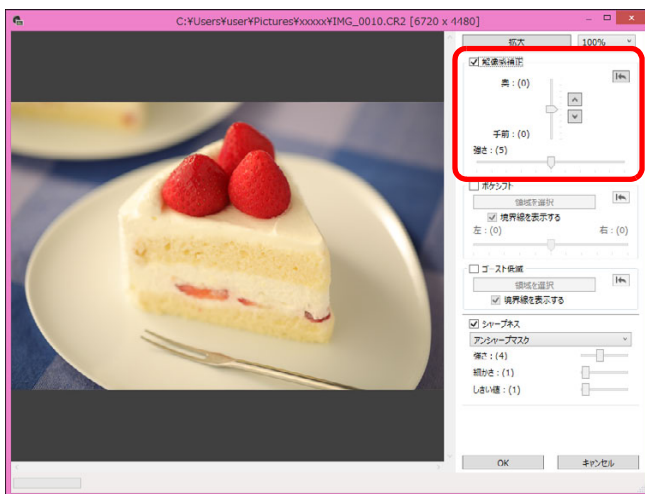 C:¥Users¥user¥Pictures¥xxxxx¥IMG_0010.CR2 [6720 x 4480]
拡大 100%
解像感補正
奥：(0)
手前：(0)
強さ：(5)
ボケシフト
領域を選択
境界線を表示する
左：(0) 右：(0)
ゴースト低減
領域を選択
境界線を表示する
シャープネス
アンシャープマスク
強さ：(4)
細かさ：(1)
しきい値：(1)
OK キャンセル